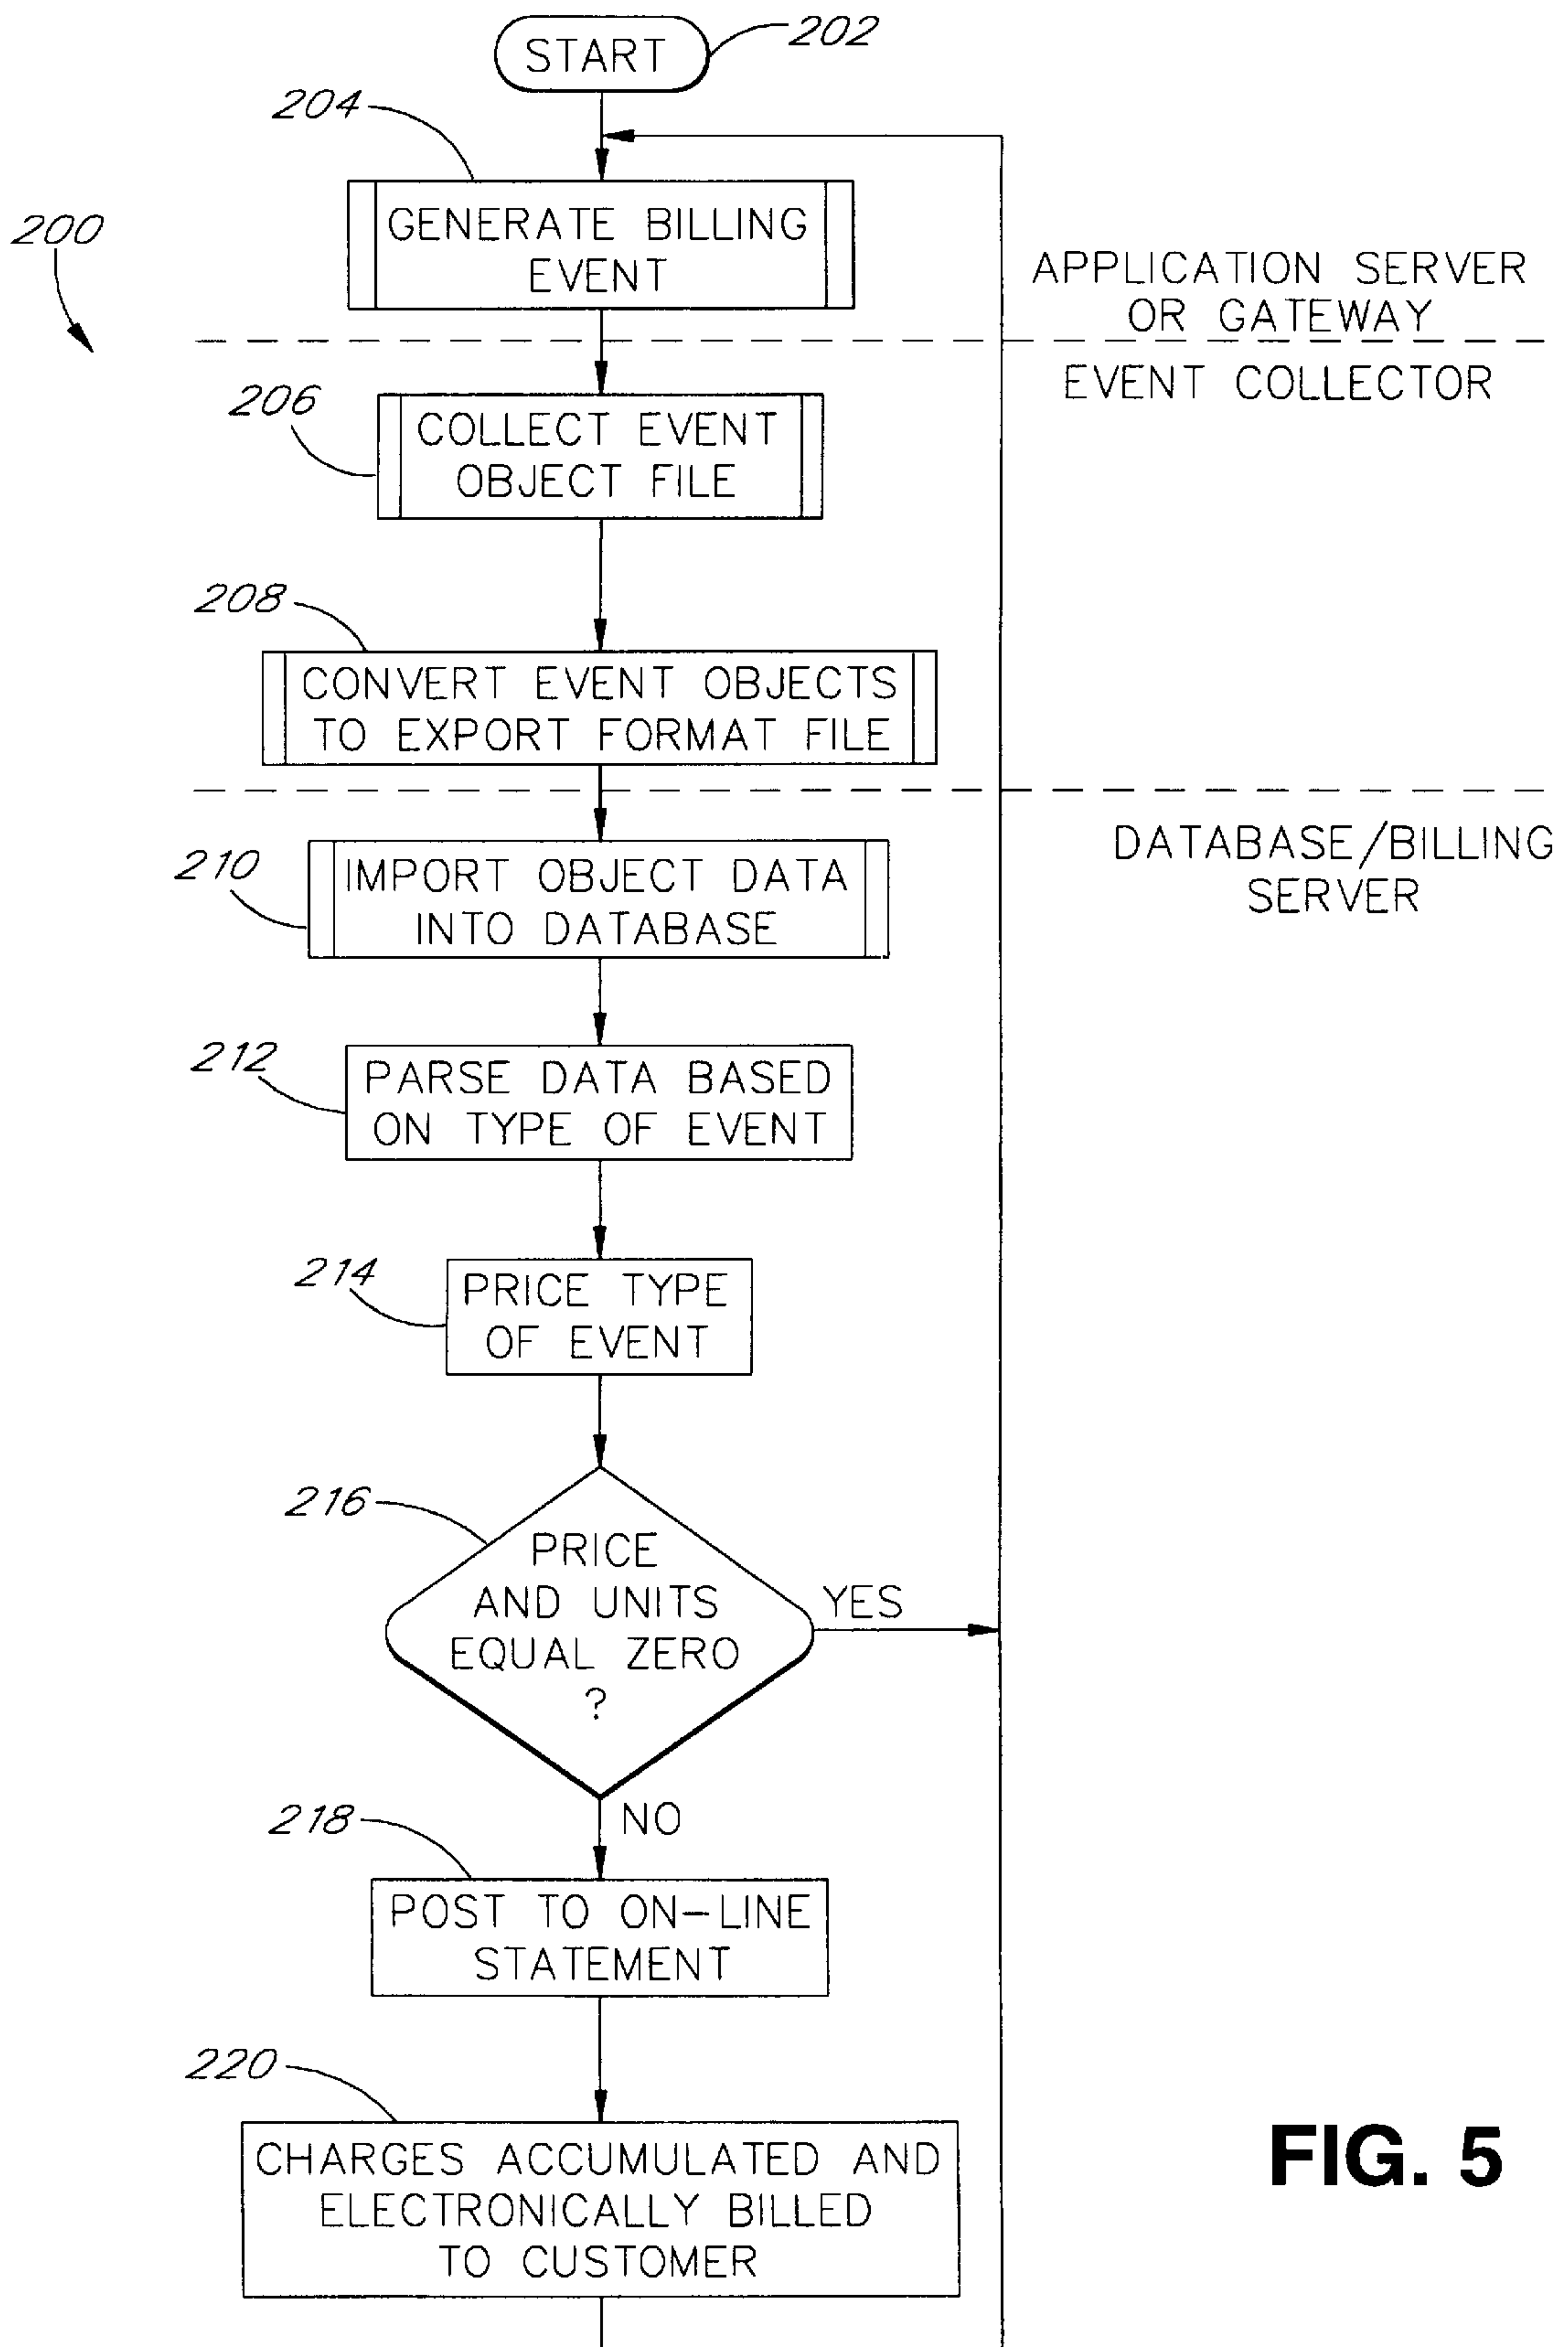 START
202
204
GENERATE BILLING
EVENT
200
APPLICATION SERVER
OR GATEWAY
EVENT COLLECTOR
206
COLLECT EVENT
OBJECT FILE
208
CONVERT EVENT OBJECTS
TO EXPORT FORMAT FILE
DATABASE/BILLING
SERVER
210
IMPORT OBJECT DATA
INTO DATABASE
212
PARSE DATA BASED
ON TYPE OF EVENT
214
PRICE TYPE
OF EVENT
216
PRICE
AND UNITS
EQUAL ZERO
?
YES
NO
218
POST TO ON-LINE
STATEMENT
220
CHARGES ACCUMULATED AND
ELECTRONICALLY BILLED
TO CUSTOMER
FIG. 5